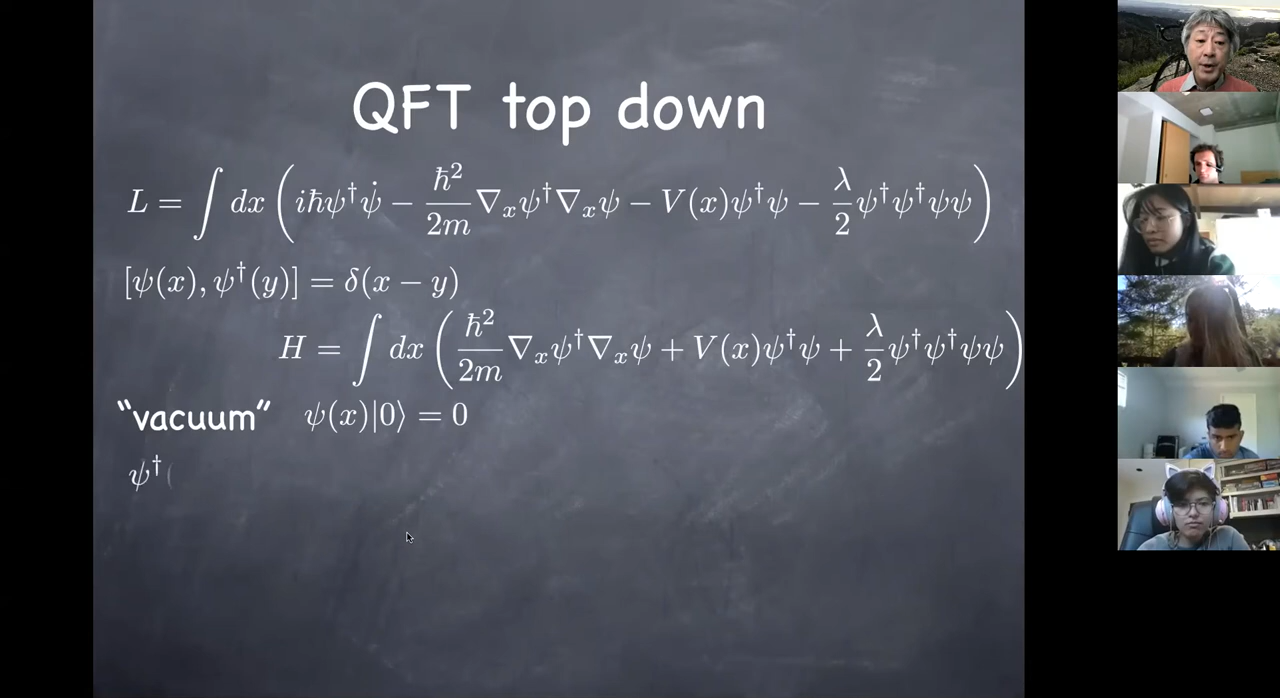 QFT top down
L = ∫ dx ( iℏψ†ψ̇ − ℏ²/2m ∇ₓψ†∇ₓψ − V(x)ψ†ψ − λ/2 ψ†ψ†ψψ )
[ψ(x), ψ†(y)] = δ(x − y)
H = ∫ dx ( ℏ²/2m ∇ₓψ†∇ₓψ + V(x)ψ†ψ + λ/2 ψ†ψ†ψψ )
“vacuum” ψ(x)|0⟩ = 0
ψ†(